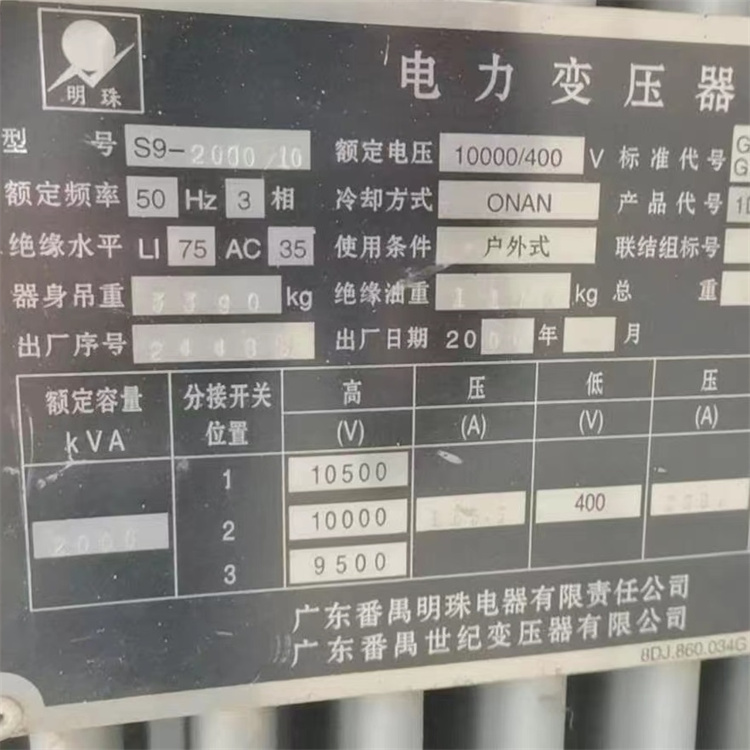 明珠
电力变压器
型号 S9-2000/10 额定电压 10000/400 V 标准代号 G
G
额定频率 50 Hz 3 相 冷却方式 ONAN 产品代号 1
绝缘水平 LI 75 AC 35 使用条件 户外式 联结组标号
器身吊重 3390 kg 绝缘油重 kg 总重
出厂序号 出厂日期 20 年 月
额定容量 kVA 分接开关位置 高压 低压
(V) (A) (V) (A)
1 10500
2000 2 10000 400
3 9500
广东番禺明珠电器有限责任公司
广东番禺世纪变压器有限公司
8DJ.860.034G